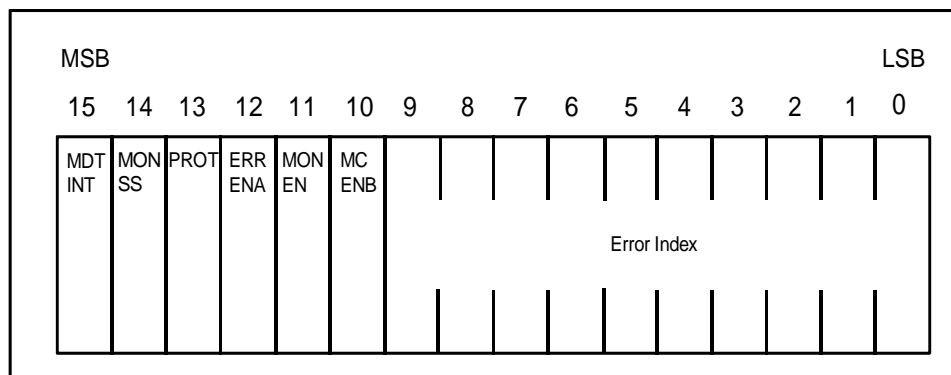 MSB LSB
15 14 13 12 11 10 9 8 7 6 5 4 3 2 1 0
MDT MON PROT ERR MON MC
INT SS ENA EN ENB
Error Index